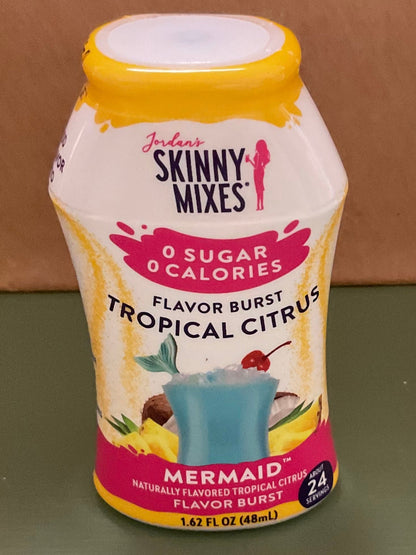 Jordan's
SKINNY
MIXES®
0 SUGAR
0 CALORIES
FLAVOR BURST
TROPICAL CITRUS
MERMAID™
NATURALLY FLAVORED TROPICAL CITRUS
FLAVOR BURST
ABOUT
24
SERVINGS
1.62 FL OZ (48mL)